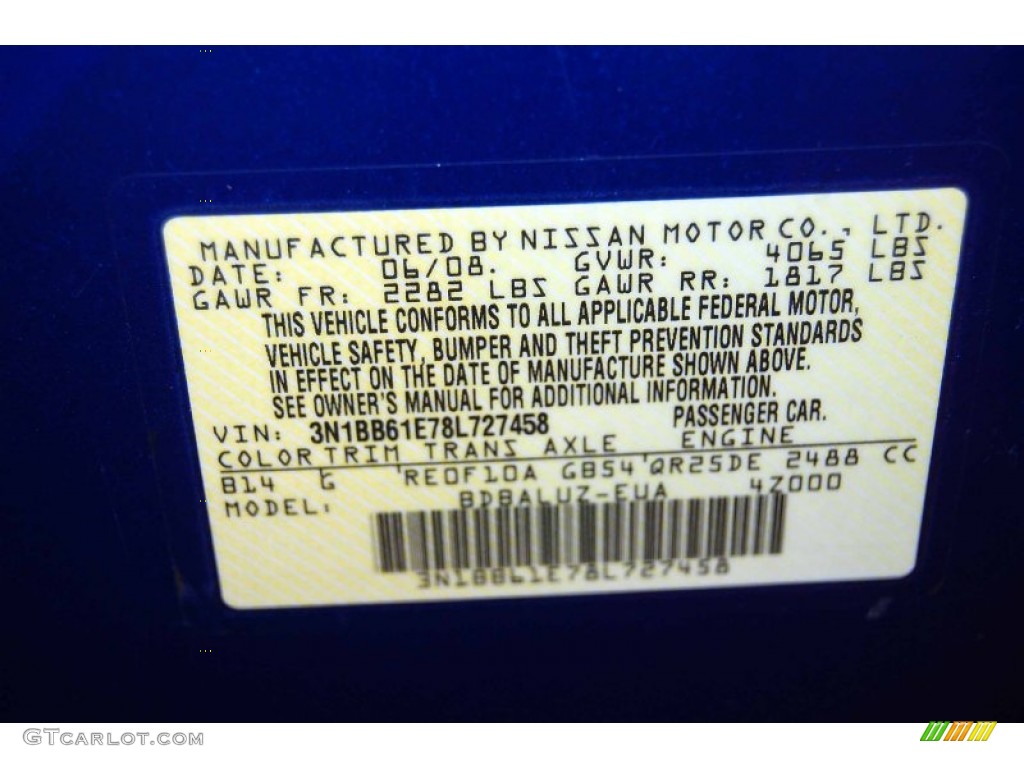 MANUFACTURED BY NISSAN MOTOR CO., LTD.
DATE: 06/08. GVWR: 4065 LBS
GAWR FR: 2282 LBS GAWR RR: 1817 LBS
THIS VEHICLE CONFORMS TO ALL APPLICABLE FEDERAL MOTOR,
VEHICLE SAFETY, BUMPER AND THEFT PREVENTION STANDARDS
IN EFFECT ON THE DATE OF MANUFACTURE SHOWN ABOVE.
SEE OWNER'S MANUAL FOR ADDITIONAL INFORMATION.
VIN: 3N1BB61E78L727458 PASSENGER CAR.
COLOR TRIM TRANS AXLE ENGINE
B14 G REOF10A GB54 QR25DE 2488 CC
MODEL: BDBALUZ-EUA 4Z000
3N1BB61E78L727458
GTCARLOT.COM